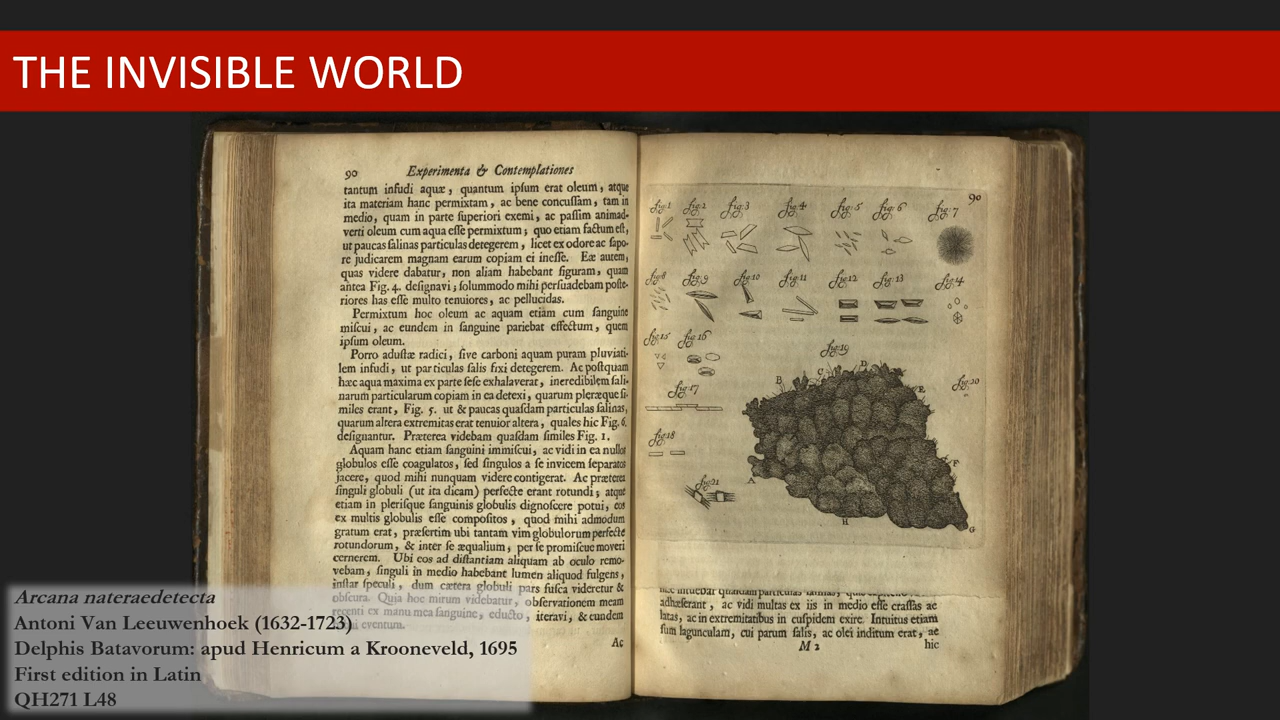 THE INVISIBLE WORLD
90 Experimenta & Contemplationes
tantum infudi aquæ, quantum ipsum erat oleum, atque
ita materiam hanc permixtam, ac bene concussam, tam in
medio, quam in parte superiori exemi, ac passim animad-
verti oleum cum aqua esse permixtum; quo etiam factum est,
ut paucas salinas particulas detegerem, licet ex odore ac sapo-
re judicarem magnam earum copiam ei inesse. Eæ autem,
quas videre dabatur, non aliam habebant figuram, quam
antea Fig. 4. designavi; solummodo mihi persuadebam poste-
riores has esse multo tenuiores, ac pellucidas.
Permixtum hoc oleum ac aquam etiam cum sanguine
miscui, ac eundem in sanguine pariebat effectum, quem
ipsum oleum.
Porro adustæ radici, sive carboni aquam puram pluviati-
lem infudi, ut particulas salis fixi detegerem. Ac postquam
hæc aqua maxima ex parte sese exhalaverat, incredibilem sali-
narum particularum copiam in ea detexi, quarum pleræque si-
miles erant, Fig. 5. ut & paucas quasdam particulas salinas,
quarum altera extremitas erat tenuior altera, quales hic Fig. 6.
designantur. Præterea videbam quasdam similes Fig. 1.
Aquam hanc etiam sanguini immiscui, ac vidi in ea nullos
globulos esse coagulatos, sed singulos a se invicem separatos
jacere, quod mihi nunquam videre contigerat. Ac præterea
singuli globuli (ut ita dicam) perfecte erant rotundi; atque
etiam in plerisque sanguinis globulis dignoscere potui, eos
ex multis globulis esse compositos, quod mihi admodum
gratum erat, præsertim ubi tantam vim globulorum perfecte
rotundorum, & inter se æqualium, per se promiscue moveri
cernerem. Ubi eos ad distantiam aliquam ab oculo remo-
vebam, singuli in medio habebant lumen aliquod fulgens,
instar speculi, dum cætera globuli pars fusca videretur &
obscura. Quia hoc mirum videbatur, observationem meam
recenti ex manu mea sanguine, educto, iteravi, & eundem
eventum.
Ac
90
fig:1 fig:2 fig:3 fig:4 fig:5 fig:6 fig:7
fig:8 fig:9 fig:10 fig:11 fig:12 fig:13 fig:14
fig:15 fig:16
fig:19
fig:17
fig:20
fig:18
fig:21
A B C D E F G H
adhæserant, ac vidi multas ex iis in medio esse crassas ac
latas, ac in extremitatibus in cuspidem exire. Intuitus etiam
sum lagunculam, cui parum salis, ac olei inditum erat, ac
M 2 hic
Arcana nateraedetecta
Antoni Van Leeuwenhoek (1632-1723)
Delphis Batavorum: apud Henricum a Krooneveld, 1695
First edition in Latin
QH271 L48